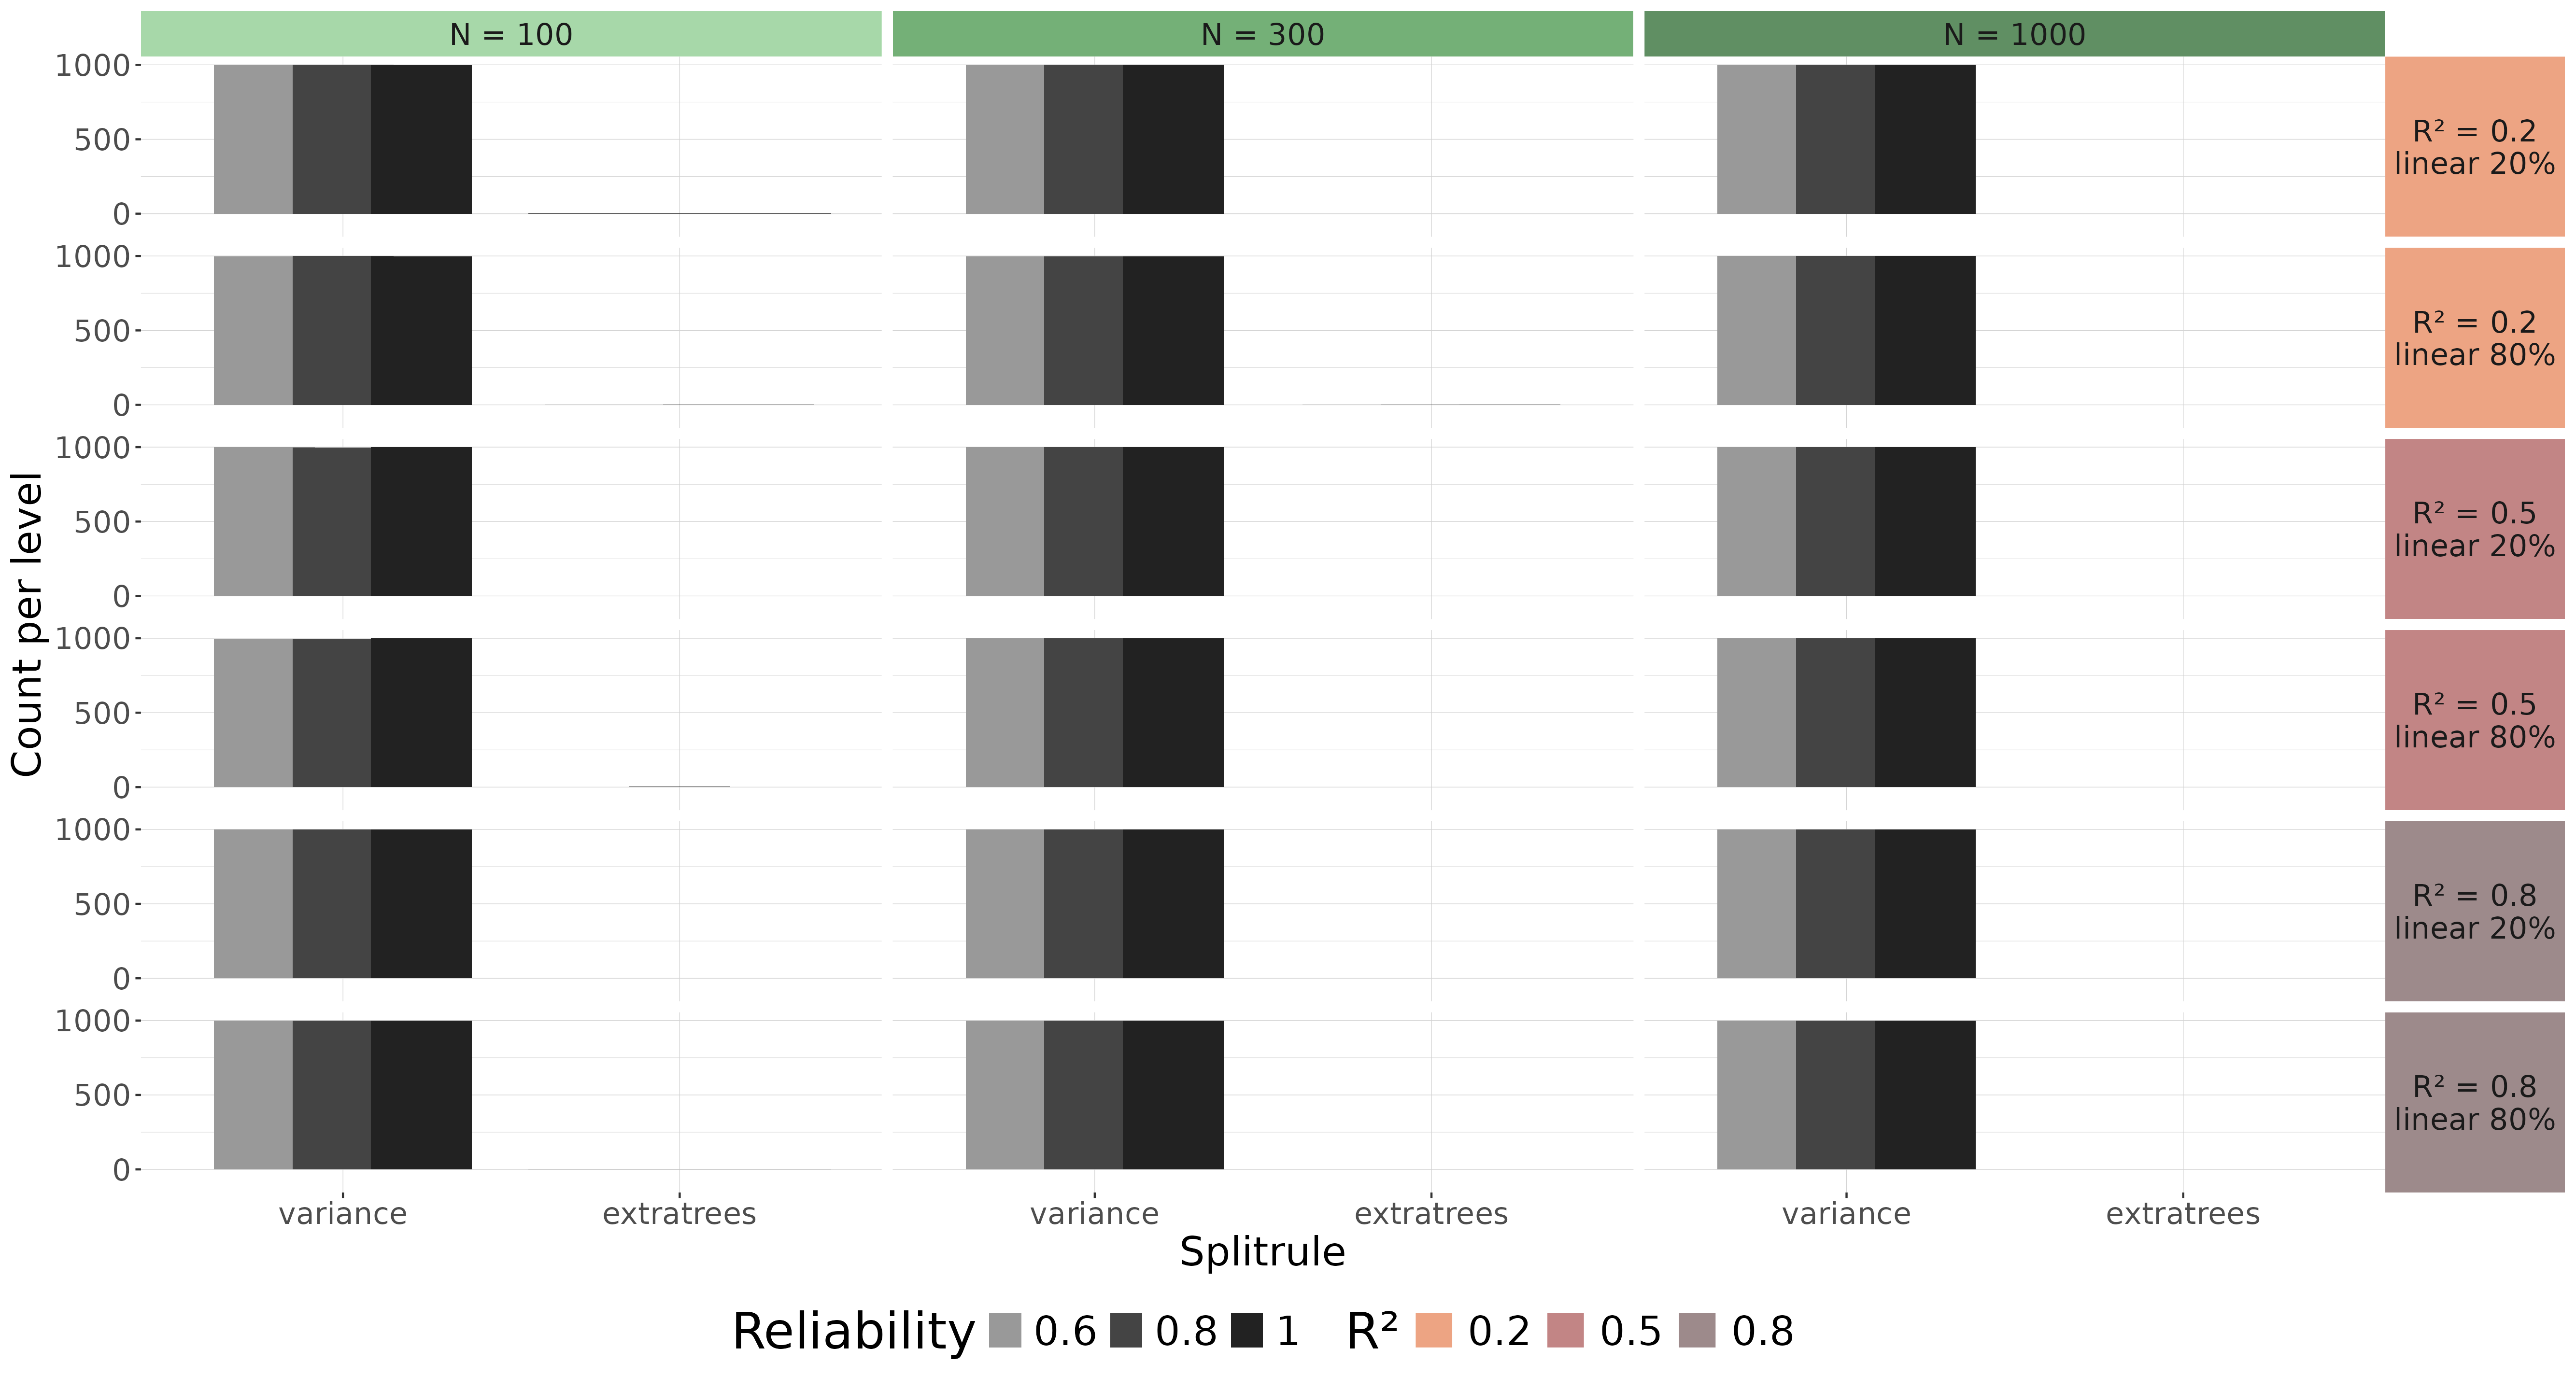 N = 100
N = 300
N = 1000
1000
500
0
R² = 0.2
linear 20%
1000
500
0
R² = 0.2
linear 80%
1000
500
0
R² = 0.5
linear 20%
1000
500
0
R² = 0.5
linear 80%
1000
500
0
R² = 0.8
linear 20%
1000
500
0
R² = 0.8
linear 80%
Count per level
variance
extratrees
variance
extratrees
variance
extratrees
Splitrule
Reliability 0.6 0.8 1 R² 0.2 0.5 0.8